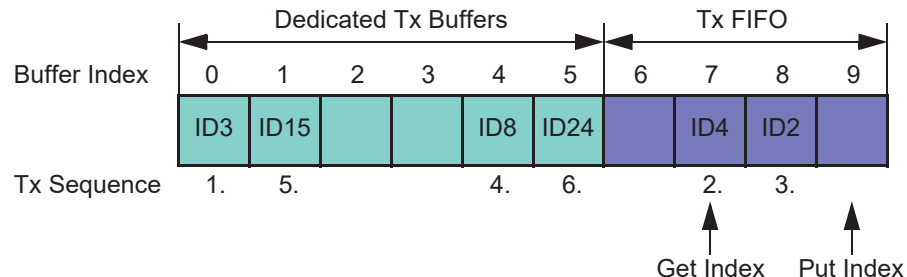 Dedicated Tx Buffers Tx FIFO
Buffer Index 0 1 2 3 4 5 6 7 8 9
ID3 ID15 ID8 ID24 ID4 ID2
Tx Sequence 1. 5. 4. 6. 2. 3.
Get Index Put Index